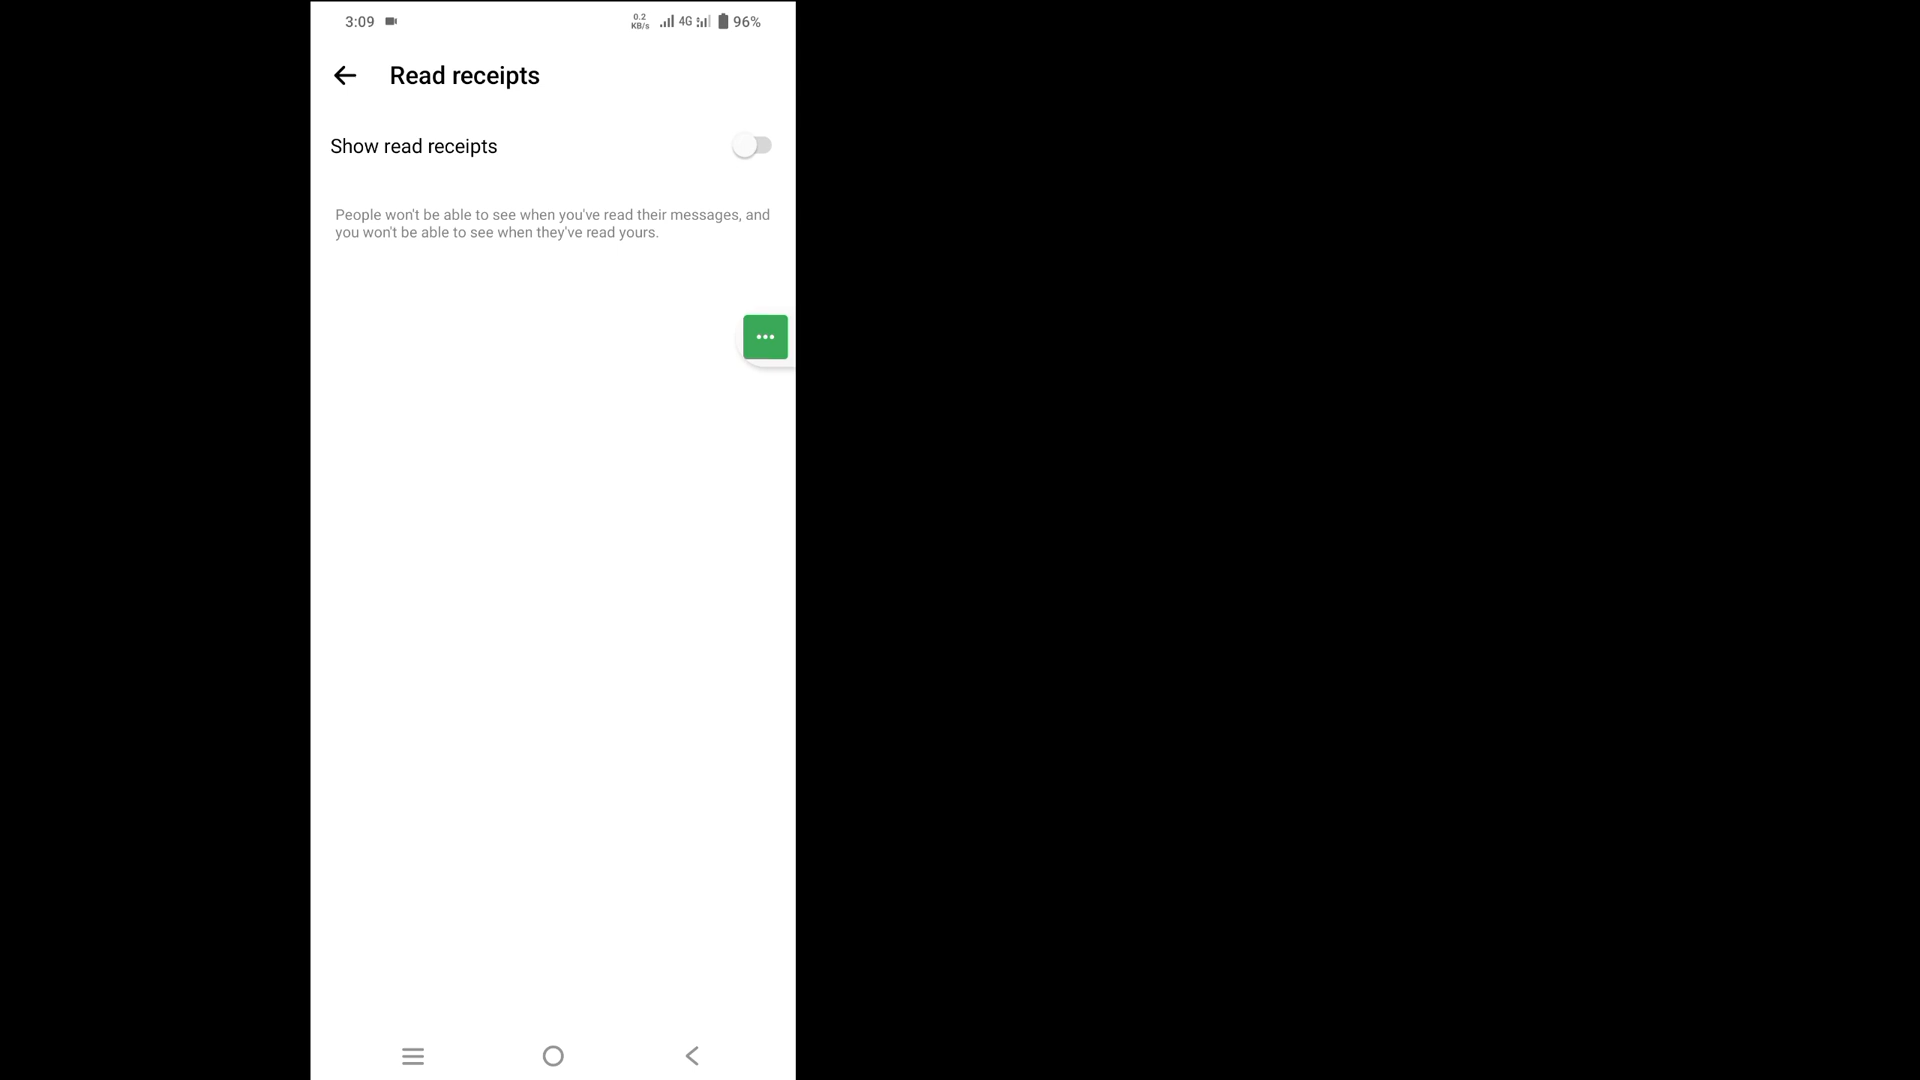 3:09
0.2
KB/s
4G
96%
Read receipts
Show read receipts
People won't be able to see when you've read their messages, and
you won't be able to see when they've read yours.